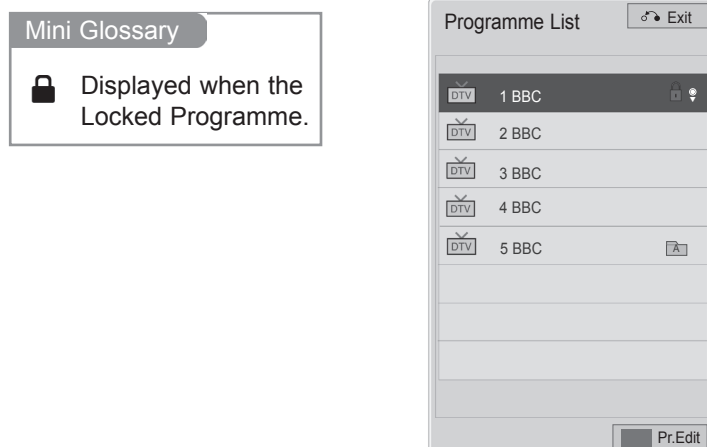 Mini Glossary
Displayed when the
Locked Programme.
Programme List
Exit
DTV 1 BBC
DTV 2 BBC
DTV 3 BBC
DTV 4 BBC
DTV 5 BBC A
Pr.Edit